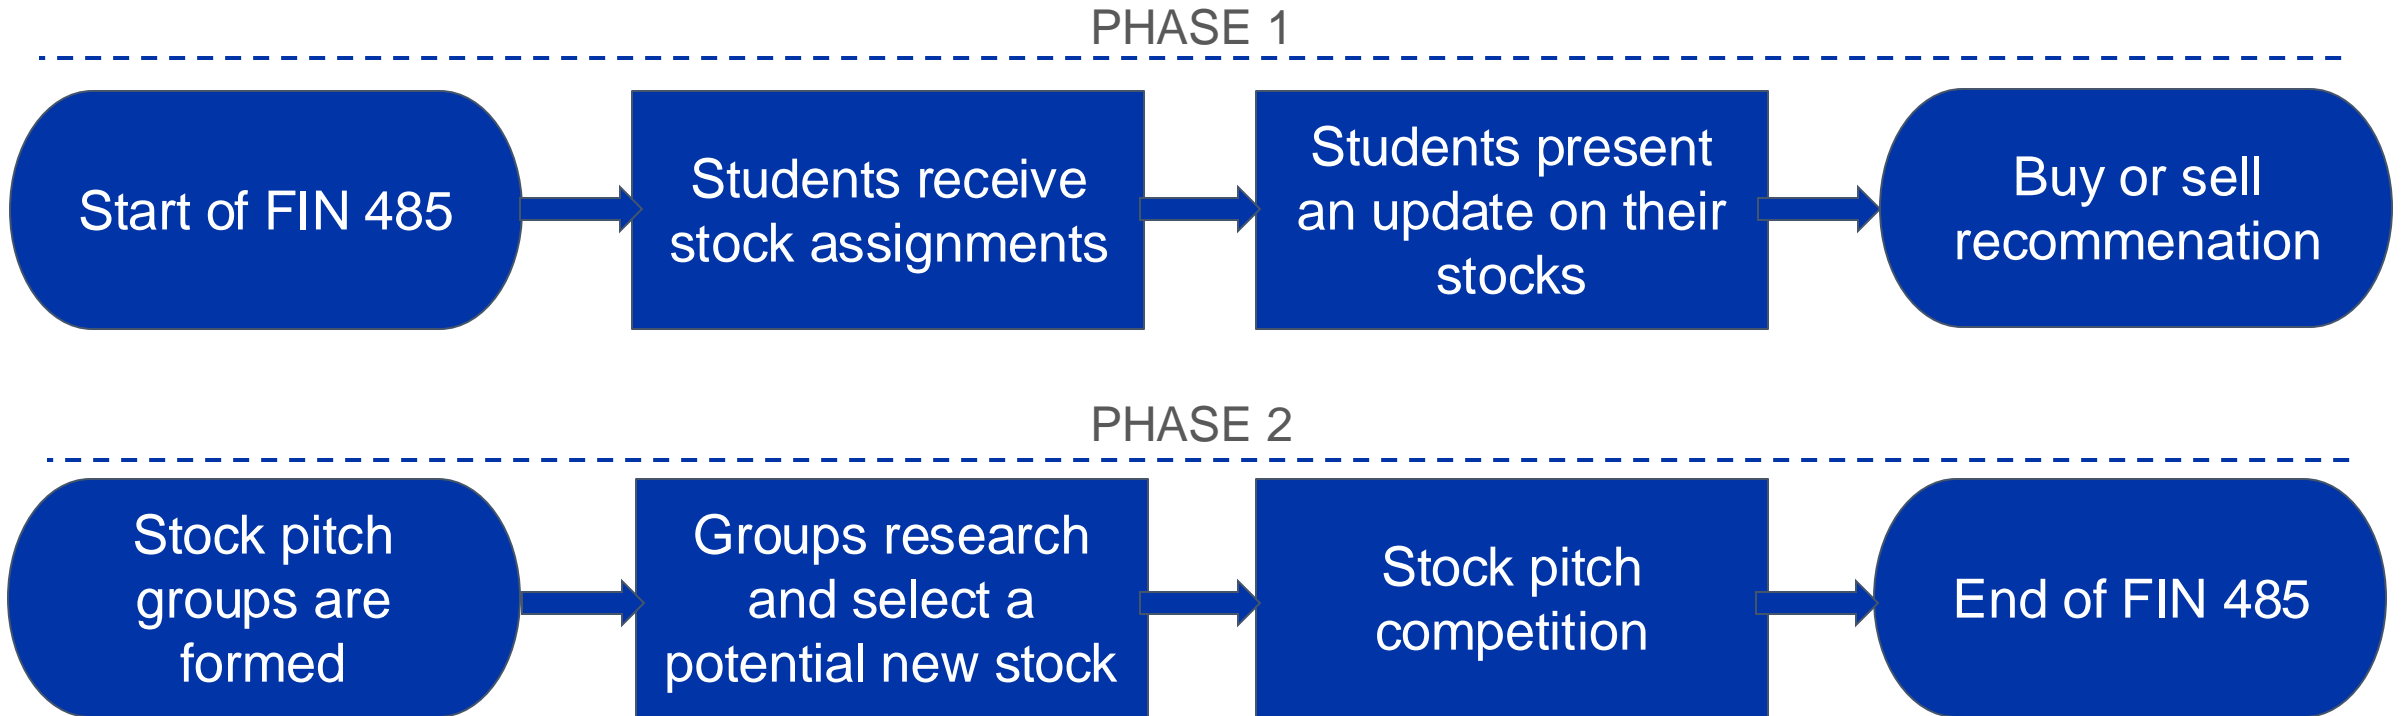 PHASE 1
Start of FIN 485
Students receive
stock assignments
Students present
an update on their
stocks
Buy or sell
recommenation
PHASE 2
Stock pitch
groups are
formed
Groups research
and select a
potential new stock
Stock pitch
competition
End of FIN 485